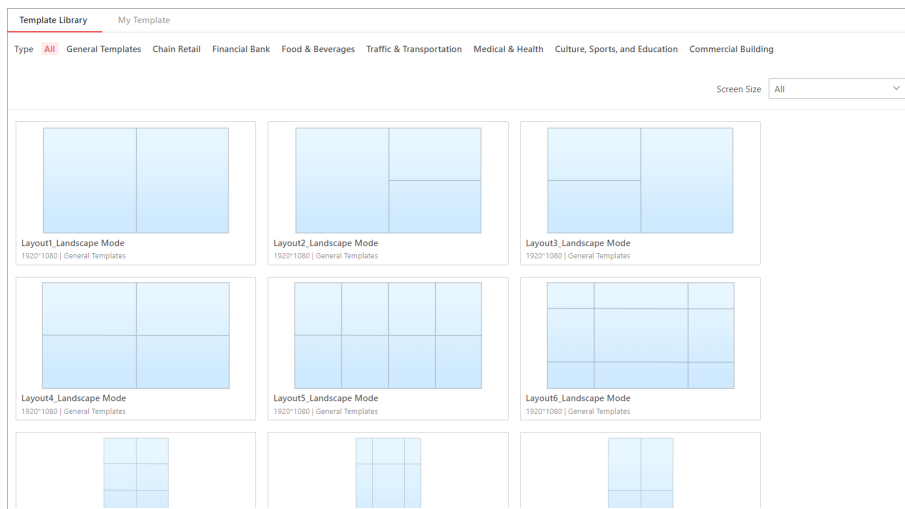 Template Library My Template
Type All General Templates Chain Retail Financial Bank Food & Beverages Traffic & Transportation Medical & Health Culture, Sports, and Education Commercial Building
Screen Size All
Layout1_Landscape Mode Layout2_Landscape Mode Layout3_Landscape Mode
1920*1080 | General Templates 1920*1080 | General Templates 1920*1080 | General Templates
Layout4_Landscape Mode Layout5_Landscape Mode Layout6_Landscape Mode
1920*1080 | General Templates 1920*1080 | General Templates 1920*1080 | General Templates